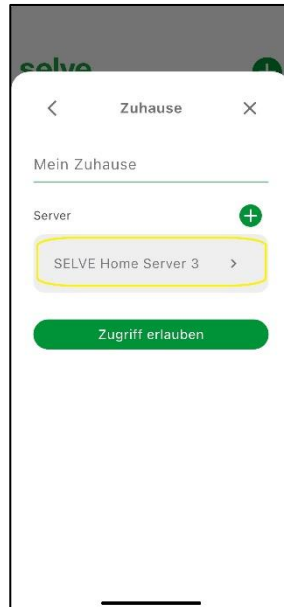 selve
Zuhause
Mein Zuhause
Server
SELVE Home Server 3
Zugriff erlauben